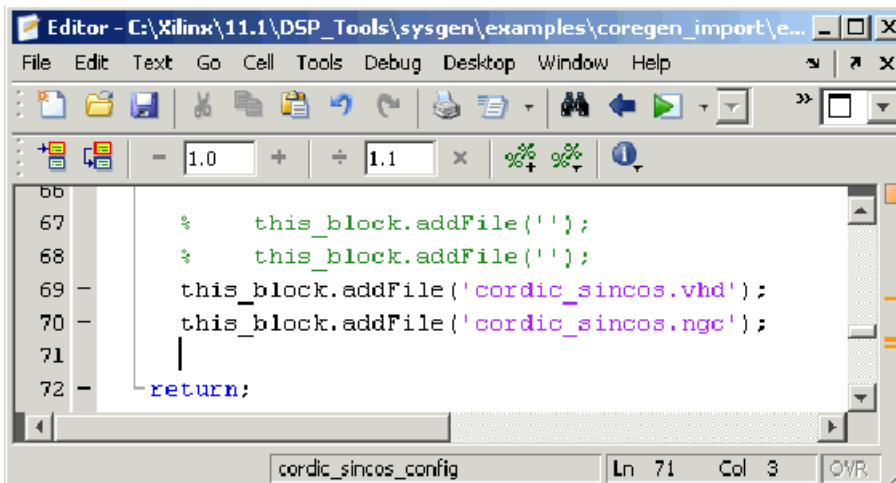 Editor - C:\Xilinx\11.1\DSP_Tools\sysgen\examples\coregen_import\e...
File Edit Text Go Cell Tools Debug Desktop Window Help
1.0 1.1
66
67 % this_block.addFile('');
68 % this_block.addFile('');
69 - this_block.addFile('cordic_sincos.vhd');
70 - this_block.addFile('cordic_sincos.ngc');
71
72 - return;
cordic_sincos_config Ln 71 Col 3 OVR